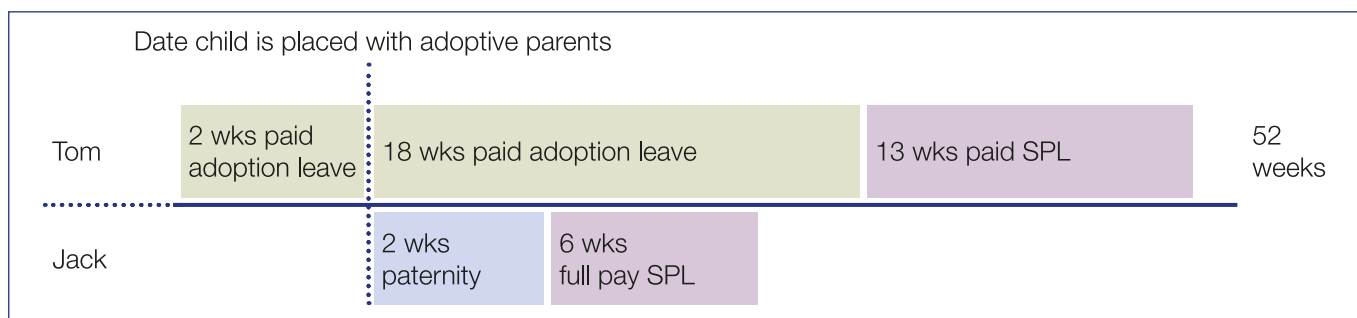 Date child is placed with adoptive parents
Tom
2 wks paid
adoption leave
18 wks paid adoption leave
13 wks paid SPL
52
weeks
Jack
2 wks
paternity
6 wks
full pay SPL